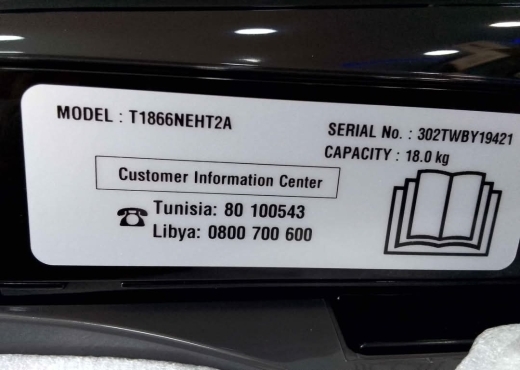 MODEL : T1866NEHT2A
SERIAL No. : 302TWBY19421
CAPACITY : 18.0 kg
Customer Information Center
Tunisia: 80 100543
Libya: 0800 700 600